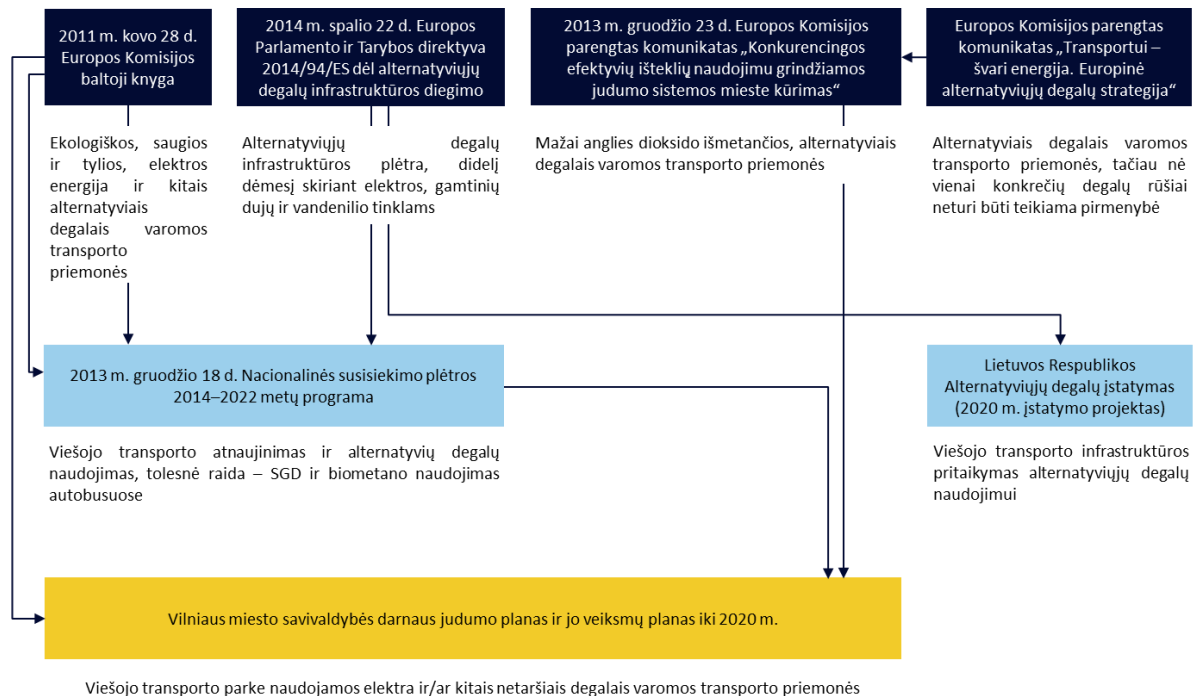 2011 m. kovo 28 d.
Europos Komisijos
baltoji knyga
2014 m. spalio 22 d. Europos
Parlamento ir Tarybos direktyva
2014/94/ES dėl alternatyviųjų
degalų infrastruktūros diegimo
2013 m. gruodžio 23 d. Europos Komisijos
parengtas komunikatas „Konkurencingos
efektyvių išteklių naudojimu grindžiamos
judumo sistemos mieste kūrimas“
Europos Komisijos parengtas
komunikatas „Transportui –
švari energija. Europinė
alternatyviųjų degalų strategija“
Ekologiškos, saugios
ir tylios, elektros
energija ir kitais
alternatyviais
degalais varomos
transporto
priemonės
Alternatyviųjų degalų
infrastruktūros plėtra, didelį
dėmesį skiriant elektros, gamtinių
dujų ir vandenilio tinklams
Mažai anglies dioksido išmetančios, alternatyviais
degalais varomos transporto priemonės
Alternatyviais degalais varomos
transporto priemonės, tačiau nė
vienai konkrečių degalų rūšiai
neturi būti teikiama pirmenybė
2013 m. gruodžio 18 d. Nacionalinės susisiekimo plėtros
2014–2022 metų programa
Lietuvos Respublikos
Alternatyviųjų degalų įstatymas
(2020 m. įstatymo projektas)
Viešojo transporto atnaujinimas ir alternatyvių degalų
naudojimas, tolesnė raida – SGD ir biometano naudojimas
autobusuose
Viešojo transporto infrastruktūros
pritaikymas alternatyviųjų degalų
naudojimui
Vilniaus miesto savivaldybės darnaus judumo planas ir jo veiksmų planas iki 2020 m.
Viešojo transporto parke naudojamos elektra ir/ar kitais netaršiais degalais varomos transporto priemonės